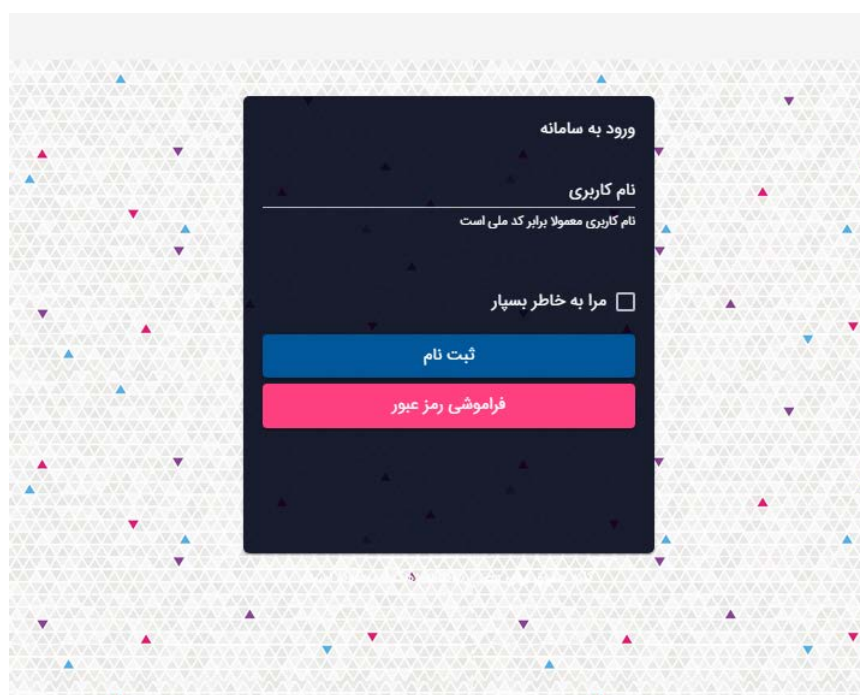 ورود به سامانه
نام کاربری
نام کاربری معمولا برابر کد ملی است
مرا به خاطر بسپار
ثبت نام
فراموشی رمز عبور